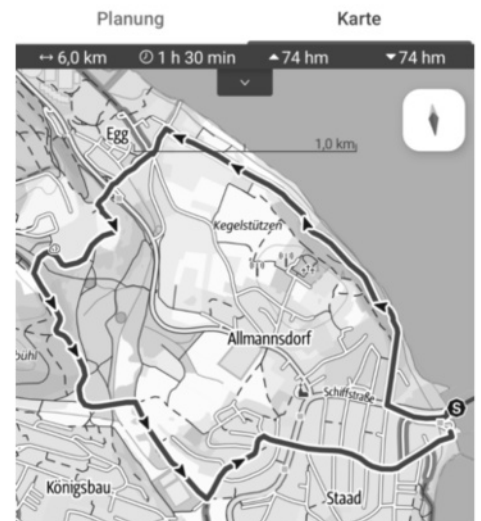 Planung
Karte
6,0 km
1 h 30 min
74 hm
74 hm
Egg
1,0 km
Kegelstützen
Allmannsdorf
bühl
Schiffstraße
S
Königsbau
Staad